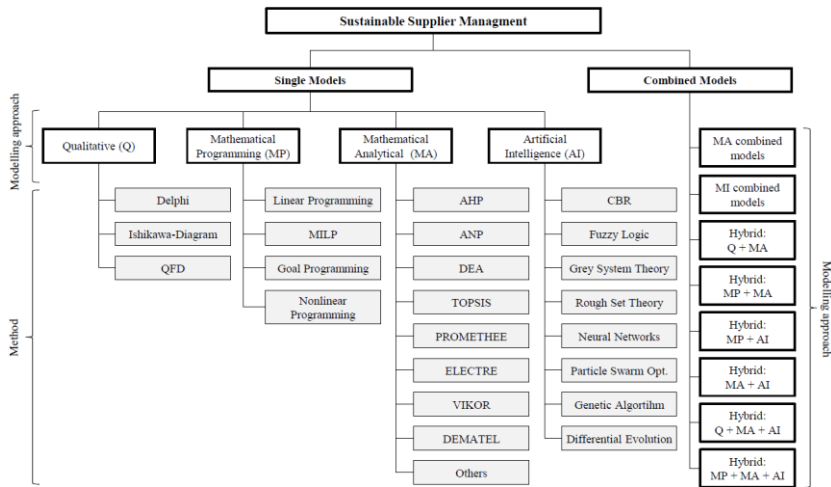 Sustainable Supplier Managment
Single Models
Combined Models
Modelling approach
Qualitative (Q)
Mathematical
Programming (MP)
Mathematical
Analytical (MA)
Artificial
Intelligence (AI)
Method
Delphi
Ishikawa-Diagram
QFD
Linear Programming
MILP
Goal Programming
Nonlinear
Programming
AHP
ANP
DEA
TOPSIS
PROMETHEE
ELECTRE
VIKOR
DEMATEL
Others
CBR
Fuzzy Logic
Grey System Theory
Rough Set Theory
Neural Networks
Particle Swarm Opt.
Genetic Algortihm
Differential Evolution
MA combined
models
MI combined
models
Hybrid:
Q + MA
Hybrid:
MP + MA
Hybrid:
MP + AI
Hybrid:
MA + AI
Hybrid:
Q + MA + AI
Hybrid:
MP + MA + AI
Modelling approach